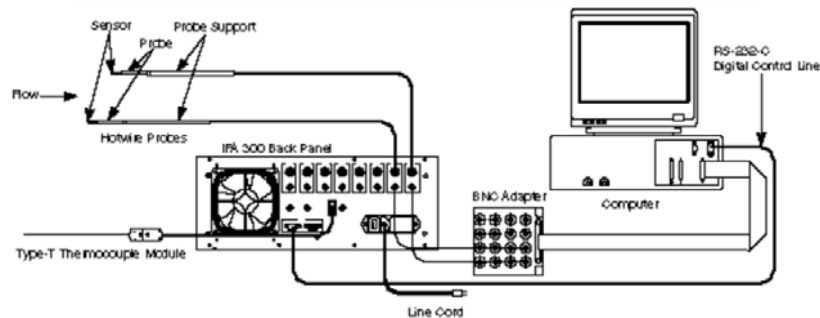 Sensor
Probe Support
Probe
RS-232-C
Digital Control Line
Flow
Hotwire Probes
IFA 300 Back Panel
BNC Adapter
Computer
Type-T Thermocouple Module
Line Cord